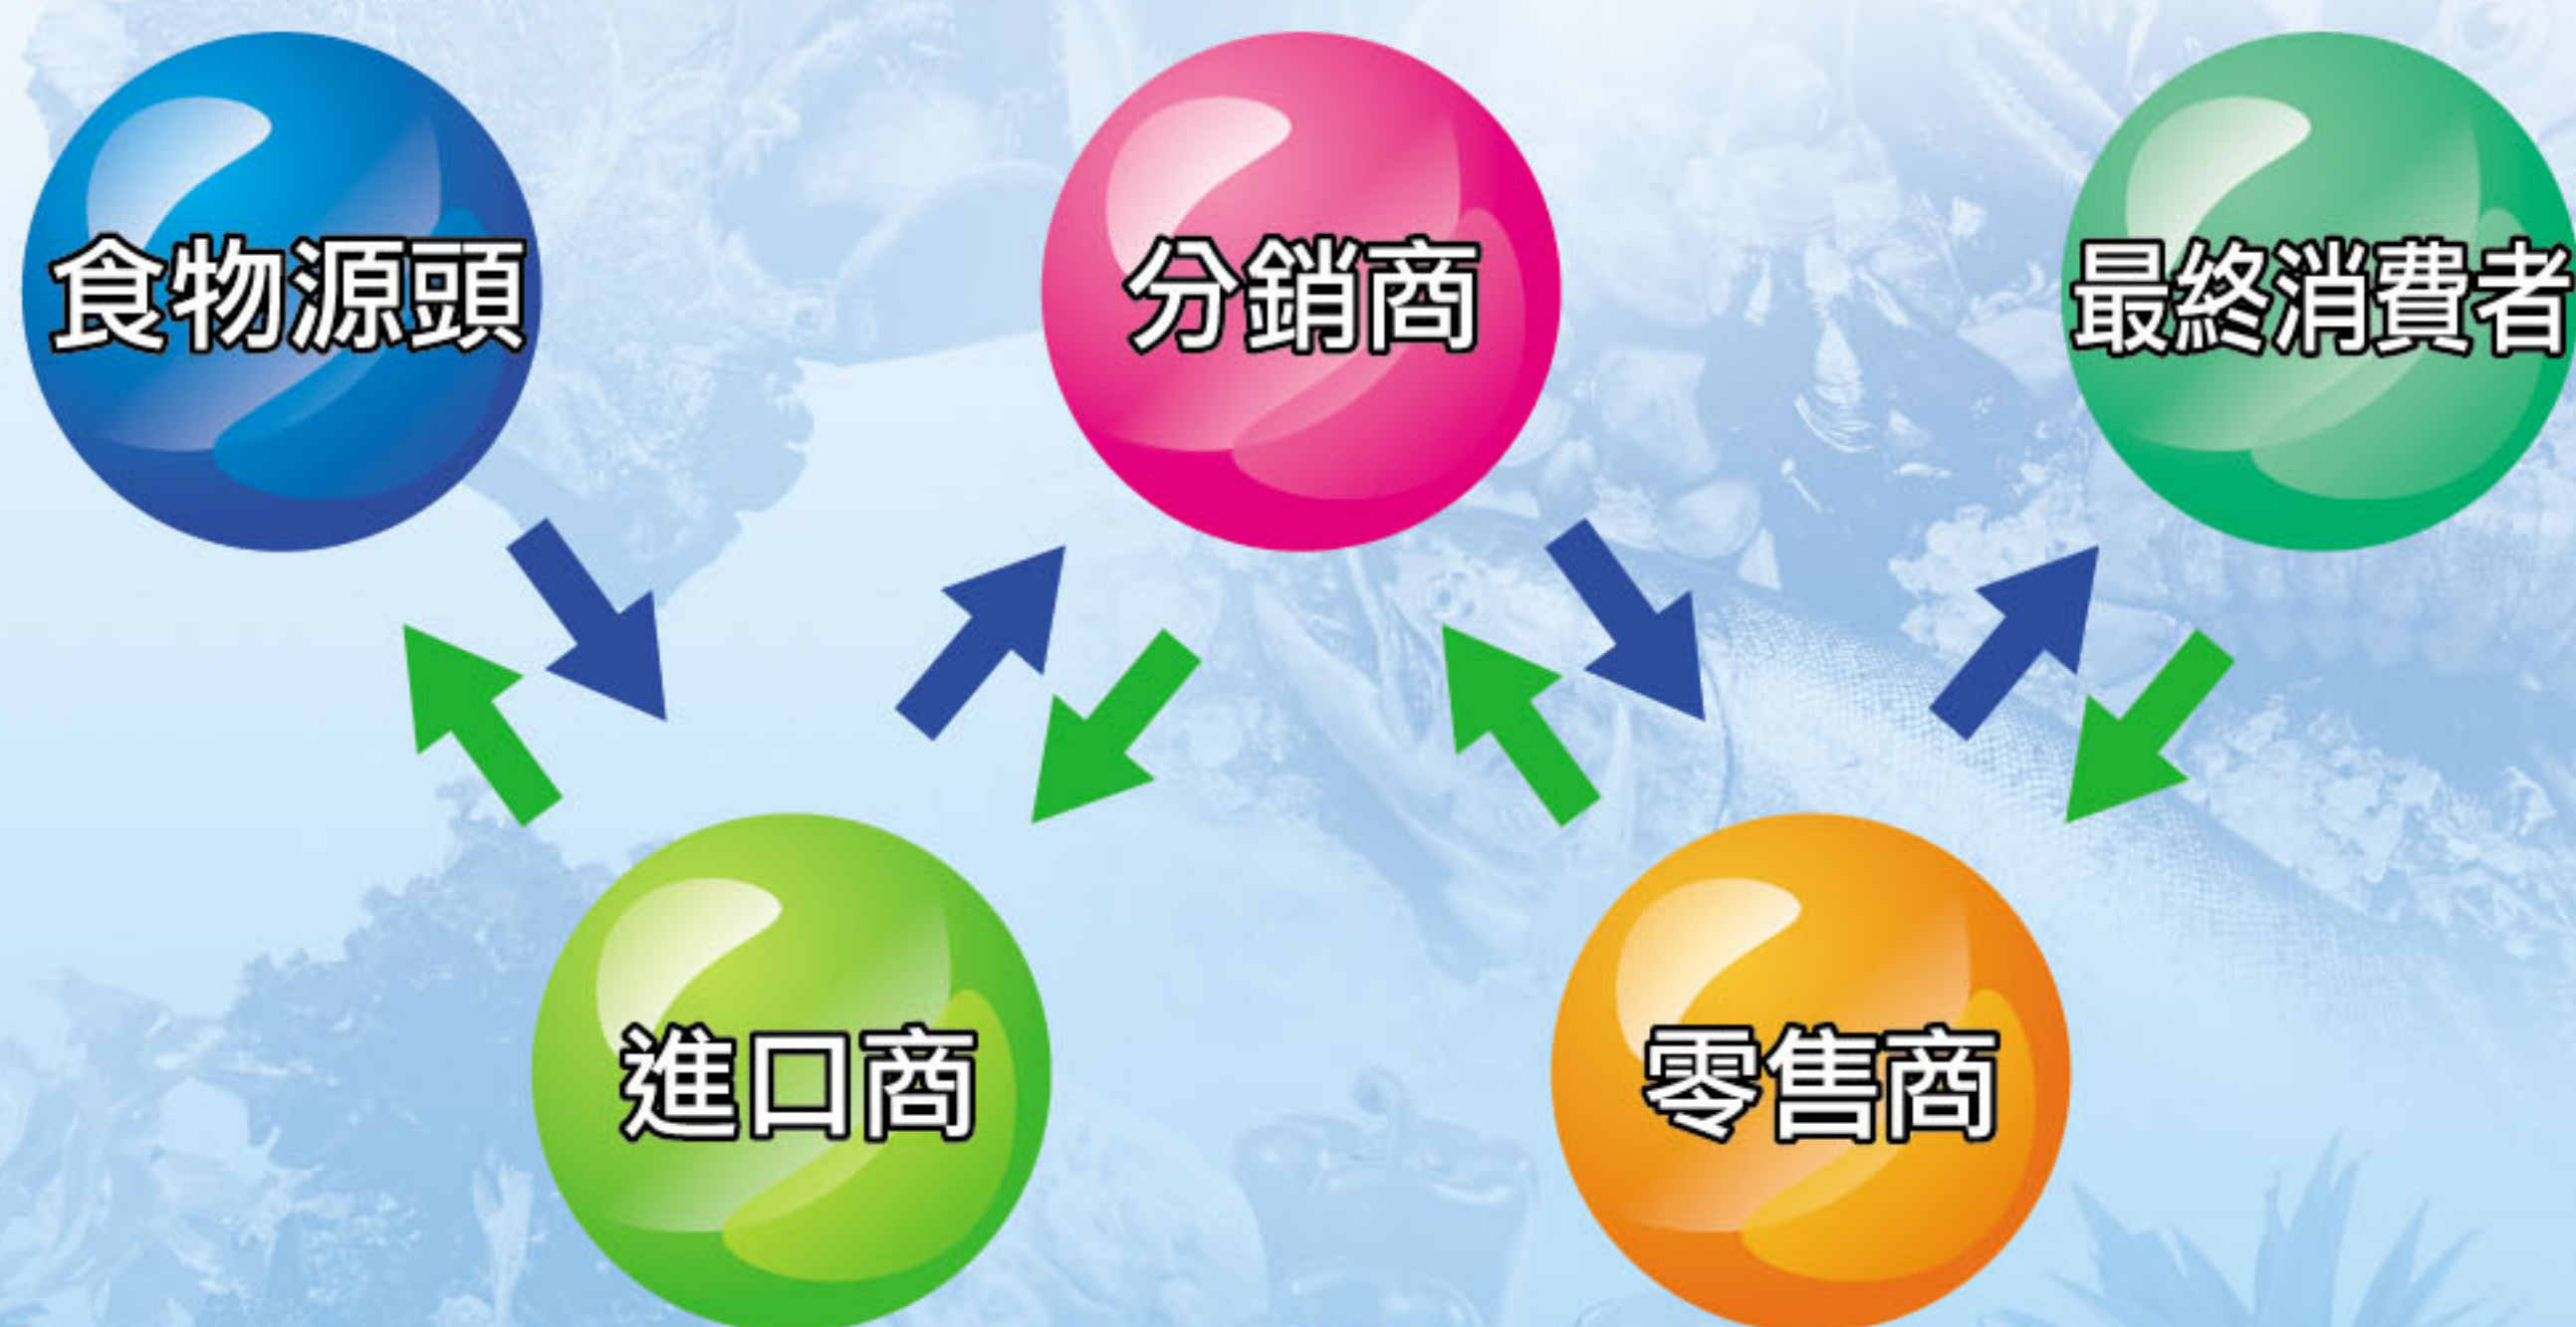 食物源頭
分銷商
最終消費者
進口商
零售商